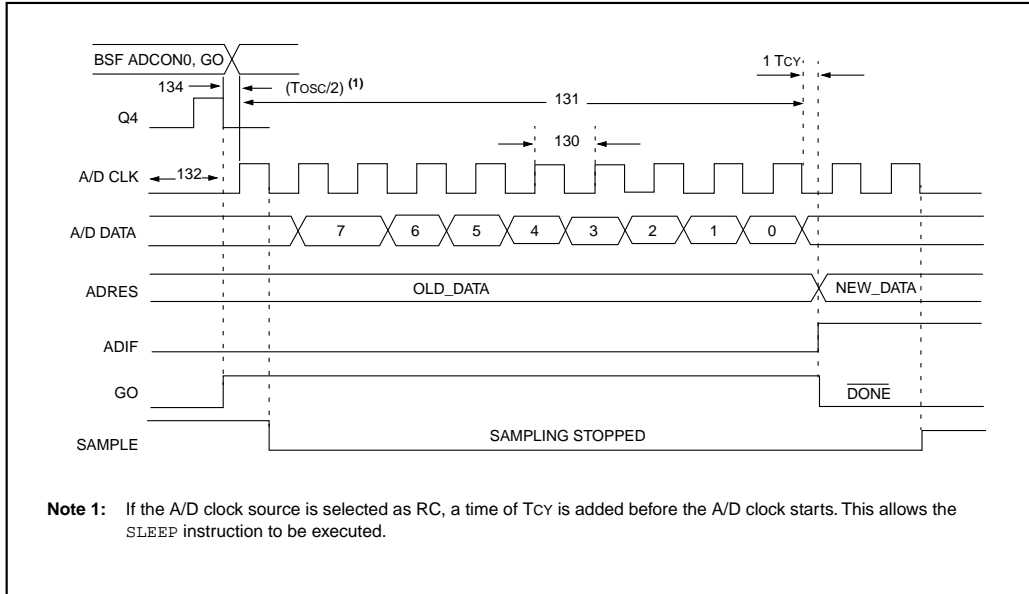 BSF ADCON0, GO
1 TCY
134
(TOSC/2) (1)
131
Q4
130
A/D CLK
132
A/D DATA
7
6
5
4
3
2
1
0
ADRES
OLD_DATA
NEW_DATA
ADIF
GO
DONE
SAMPLE
SAMPLING STOPPED
Note 1: If the A/D clock source is selected as RC, a time of TCY is added before the A/D clock starts. This allows the
SLEEP instruction to be executed.